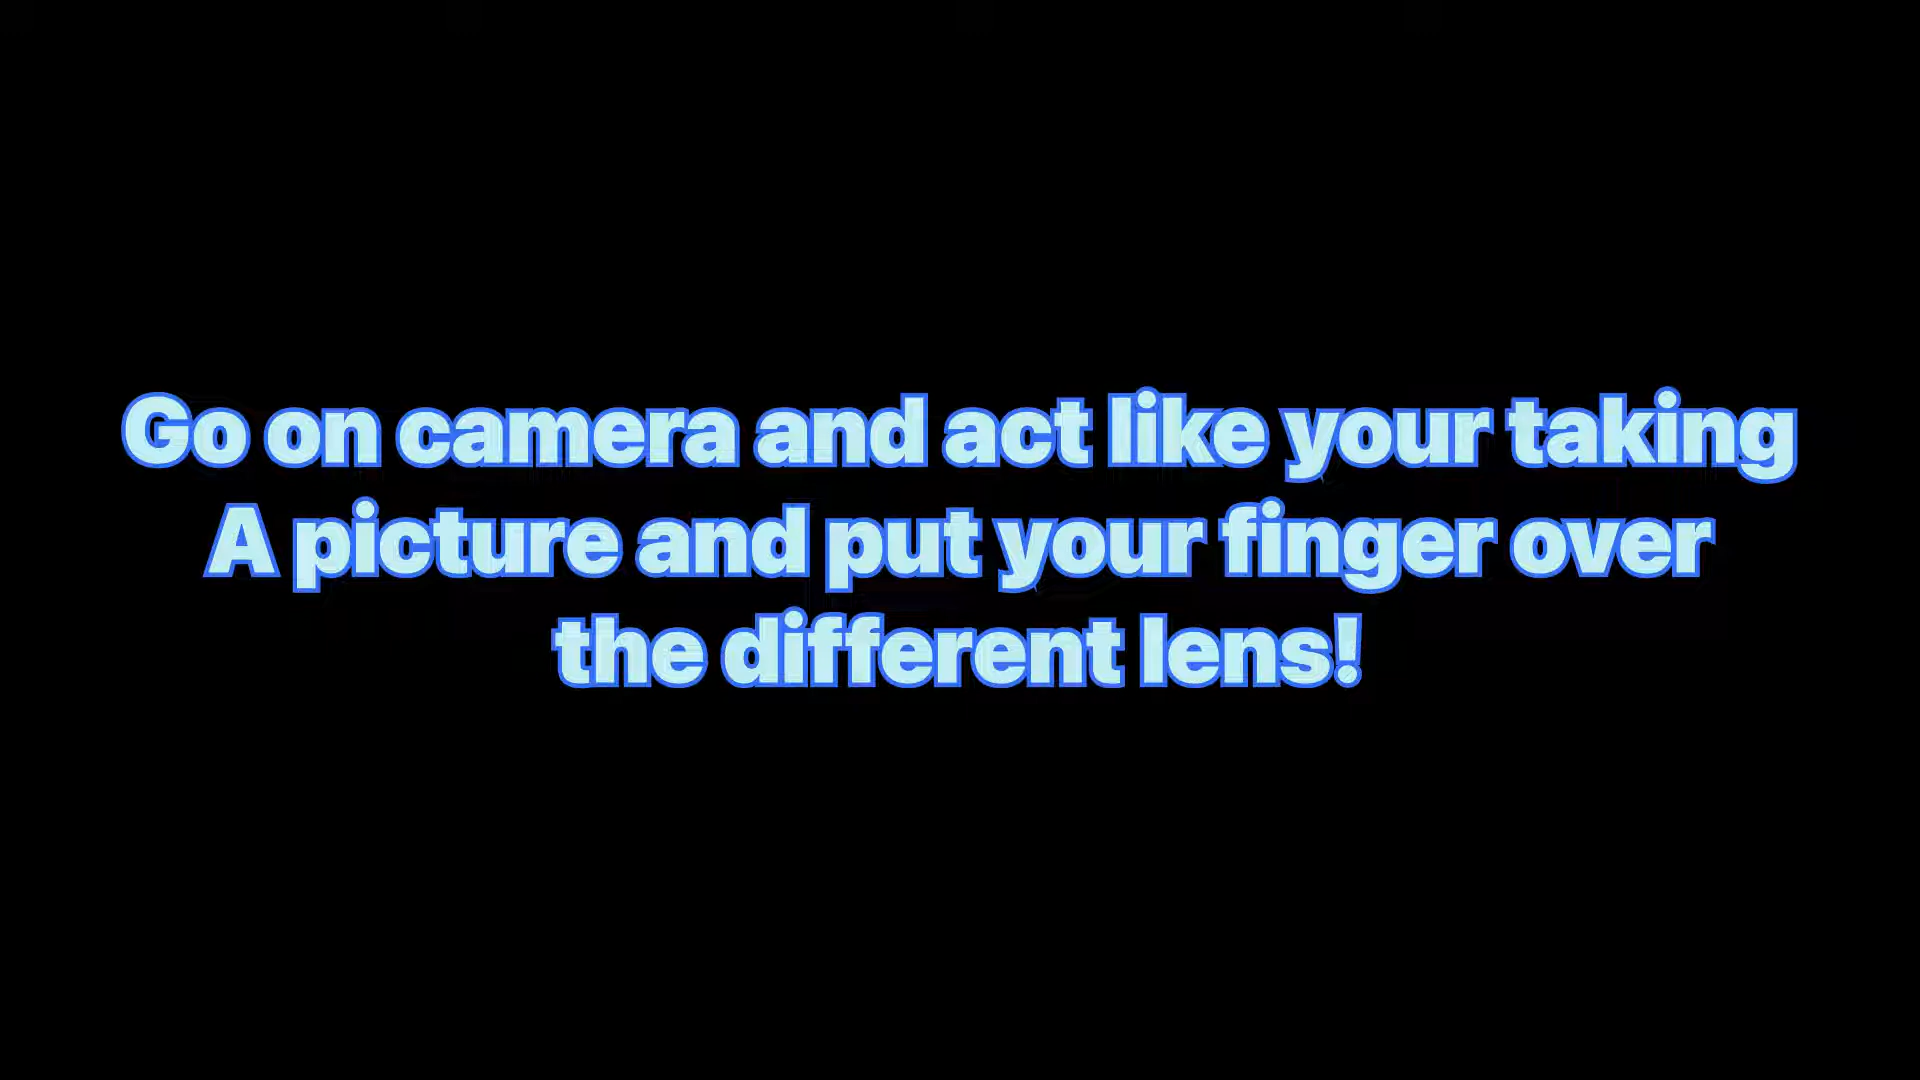 Go on camera and act like your taking
A picture and put your finger over
the different lens!